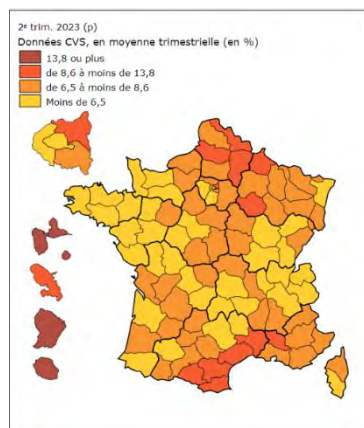 2e trim. 2023 (p)
Données CVS, en moyenne trimestrielle (en %)
13,8 ou plus
de 8,6 à moins de 13,8
de 6,5 à moins de 8,6
Moins de 6,5